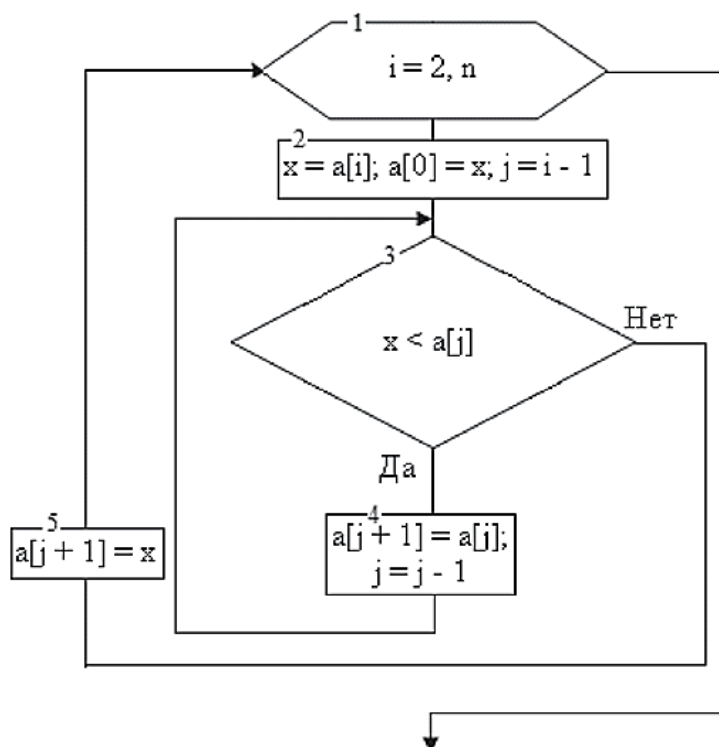 1
i = 2, n
2
x = a[i]; a[0] = x; j = i - 1
3
x < a[j]
Нет
Да
4
a[j + 1] = a[j];
j = j - 1
5
a[j + 1] = x